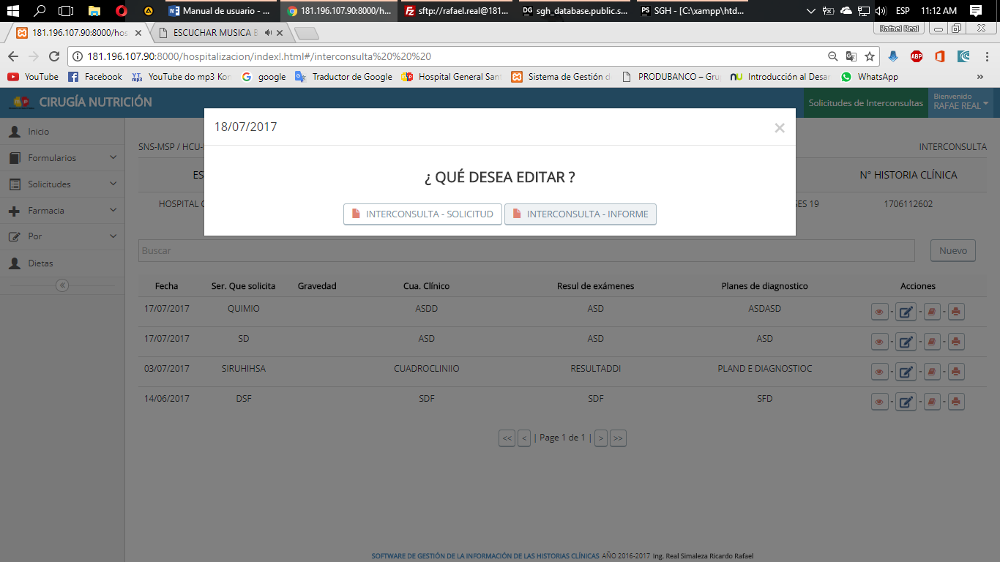 Manual de usuario - ...
181.196.107.90:8000/h...
sftp://rafael.real@181...
DG sgh_database.public.s...
PS SGH - [C:\xampp\htd...
ESP
11:12 AM
181.196.107.90:8000/hos
ESCUCHAR MUSICA
Rafael Real
181.196.107.90:8000/hospitalizacion/index!.html#/interconsulta%20%20%20
ABP
YouTube
Facebook
YouTube do mp3 Kon
google
Traductor de Google
Hospital General San
Sistema de Gestión d
PRODUBANCO – Gru
Introducción al Desar
WhatsApp
»
CIRUGÍA NUTRICIÓN
Solicitudes de Interconsultas
Bienvenido
RAFAE REAL
18/07/2017
×
Inicio
Formularios
Solicitudes
Farmacia
Por
Dietas
SNS-MSP / HCU-
INTERCONSULTA
¿ QUÉ DESEA EDITAR ?
ES
N° HISTORIA CLÍNICA
HOSPITAL
SES 19
1706112602
INTERCONSULTA - SOLICITUD
INTERCONSULTA - INFORME
Buscar
Nuevo
Fecha Ser. Que solicita Gravedad Cua. Clínico Resul de exámenes Planes de diagnostico Acciones
17/07/2017 QUIMIO ASDD ASD ASDASD - - -
17/07/2017 SD ASD ASD ASD - - -
03/07/2017 SIRUHIHSA CUADROCLINIIO RESULTADDI PLAND E DIAGNOSTIOC - - -
14/06/2017 DSF SDF SDF SFD - - -
<< < | Page 1 de 1 | > >>
SOFTWARE DE GESTIÓN DE LA INFORMACIÓN DE LAS HISTORIAS CLÍNICAS AÑO 2016-2017 ing. Real Simaleza Ricardo Rafael